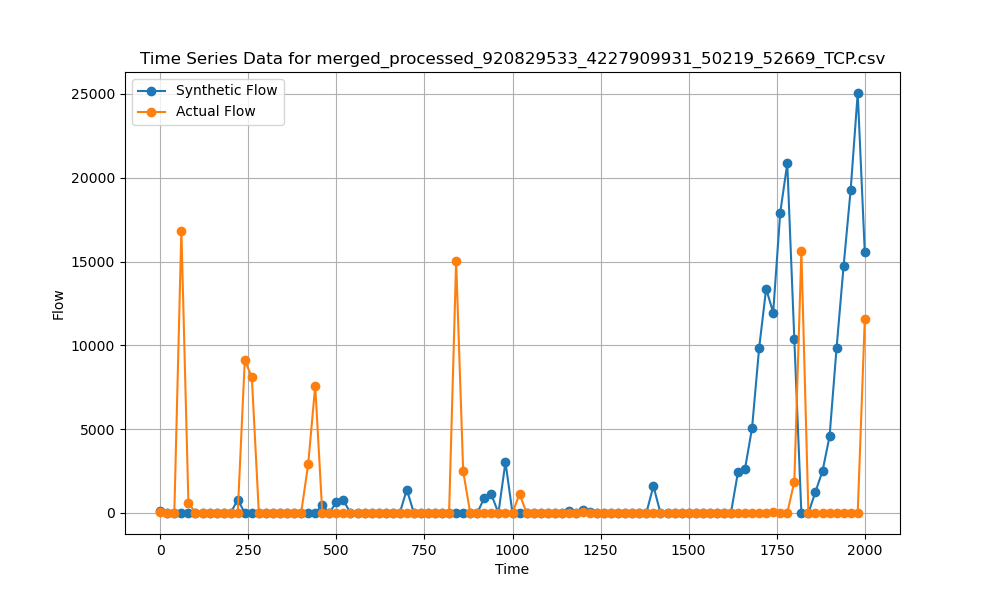 Time Series Data for merged_processed_920829533_4227909931_50219_52669_TCP.csv
Synthetic Flow
Actual Flow
25000
20000
15000
10000
5000
0
Flow
0 250 500 750 1000 1250 1500 1750 2000
Time